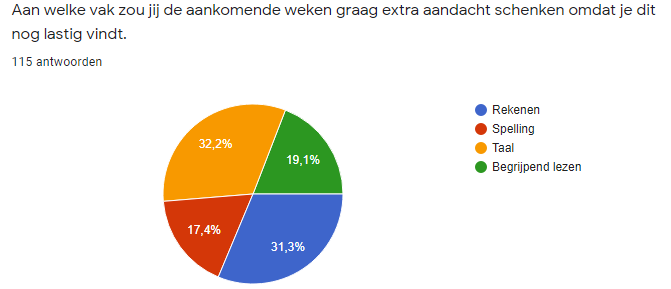 Aan welke vak zou jij de aankomende weken graag extra aandacht schenken omdat je dit
nog lastig vindt.
115 antwoorden
Rekenen
Spelling
Taal
Begrijpend lezen
32,2%
19,1%
17,4%
31,3%